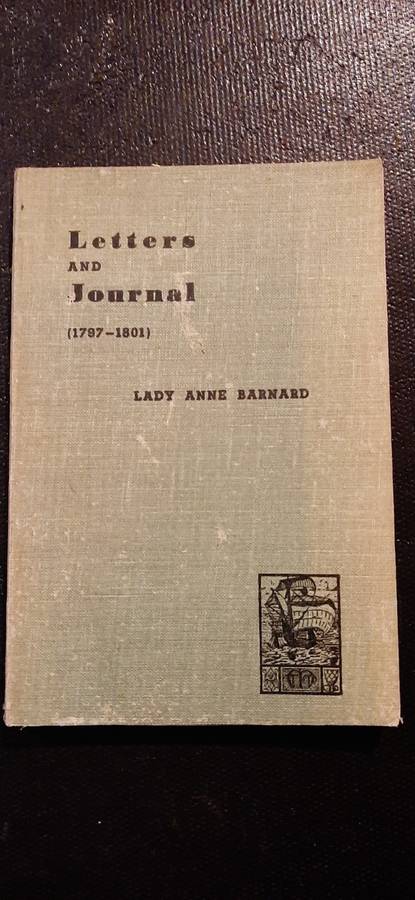 Letters
AND
Journal
(1797-1801)
LADY ANNE BARNARD